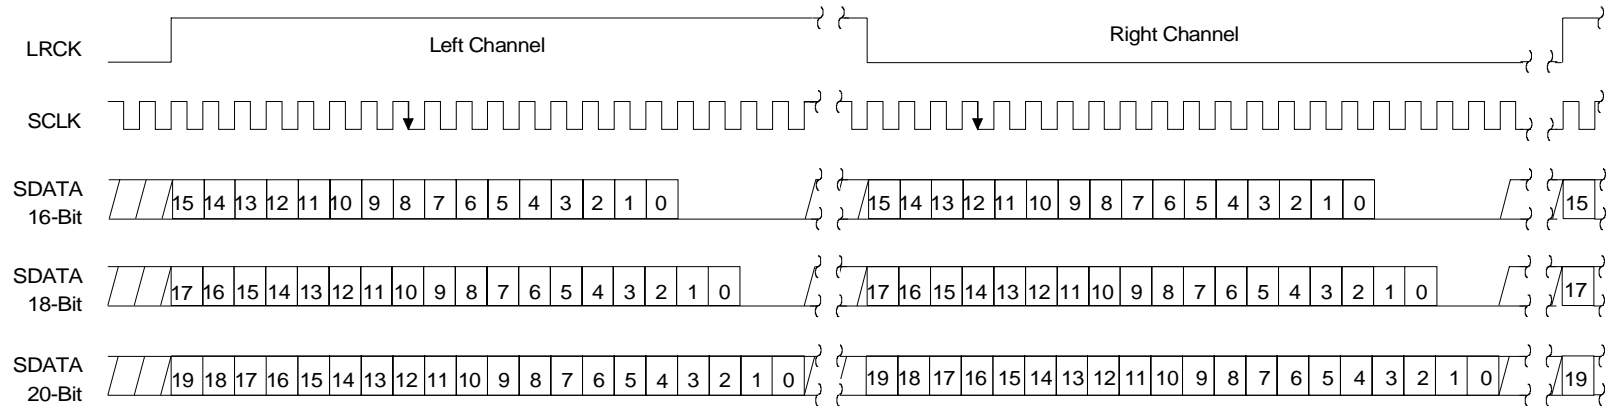 LRCK
Left Channel
Right Channel
SCLK
SDATA
16-Bit
15 14 13 12 11 10 9 8 7 6 5 4 3 2 1 0 15 14 13 12 11 10 9 8 7 6 5 4 3 2 1 0 15
SDATA
18-Bit
17 16 15 14 13 12 11 10 9 8 7 6 5 4 3 2 1 0 17 16 15 14 13 12 11 10 9 8 7 6 5 4 3 2 1 0 17
SDATA
20-Bit
19 18 17 16 15 14 13 12 11 10 9 8 7 6 5 4 3 2 1 0 19 18 17 16 15 14 13 12 11 10 9 8 7 6 5 4 3 2 1 0 19